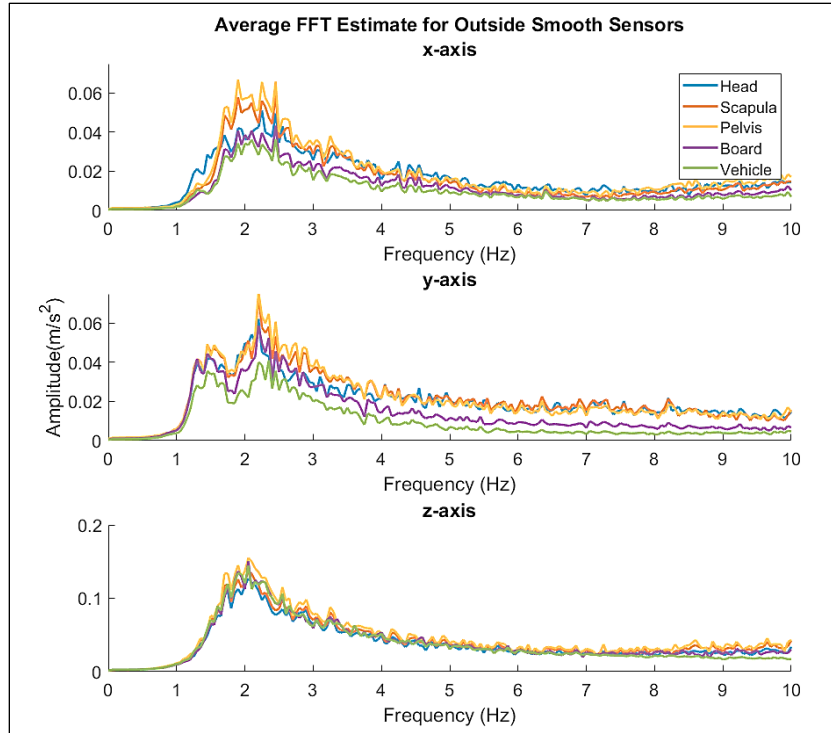 Average FFT Estimate for Outside Smooth Sensors
x-axis
0.06
0.04
0.02
0
Head
Scapula
Pelvis
Board
Vehicle
0 1 2 3 4 5 6 7 8 9 10
Frequency (Hz)
y-axis
Amplitude(m/s²)
0.06
0.04
0.02
0
0 1 2 3 4 5 6 7 8 9 10
Frequency (Hz)
z-axis
0.2
0.1
0
0 1 2 3 4 5 6 7 8 9 10
Frequency (Hz)